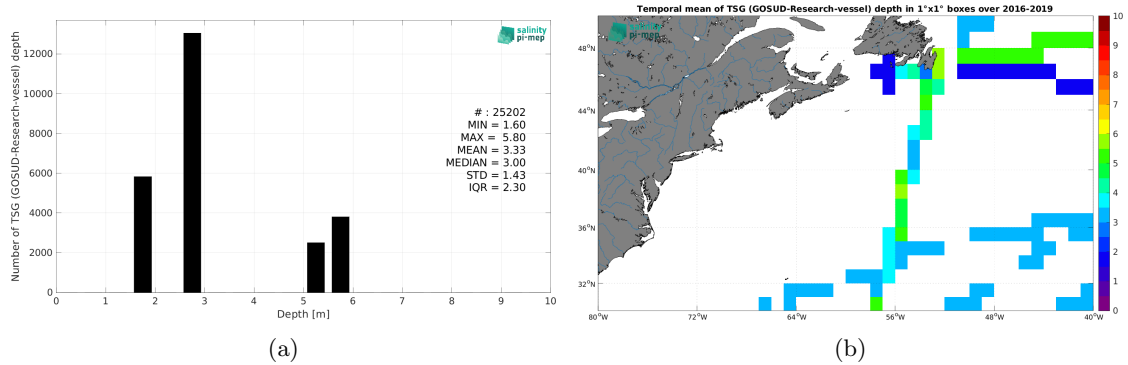 salinity
pi-mep
Number of TSG (GOSUD-Research-vessel) depth
12000
10000
8000
6000
4000
2000
0
# : 25202
MIN = 1.60
MAX = 5.80
MEAN = 3.33
MEDIAN = 3.00
STD = 1.43
IQR = 2.30
0 1 2 3 4 5 6 7 8 9 10
Depth [m]
(a)
Temporal mean of TSG (GOSUD-Research-vessel) depth in 1°x1° boxes over 2016-2019
salinity
pi-mep
48°N
44°N
40°N
36°N
32°N
80°W 72°W 64°W 56°W 48°W 40°W
10
9
8
7
6
5
4
3
2
1
0
(b)